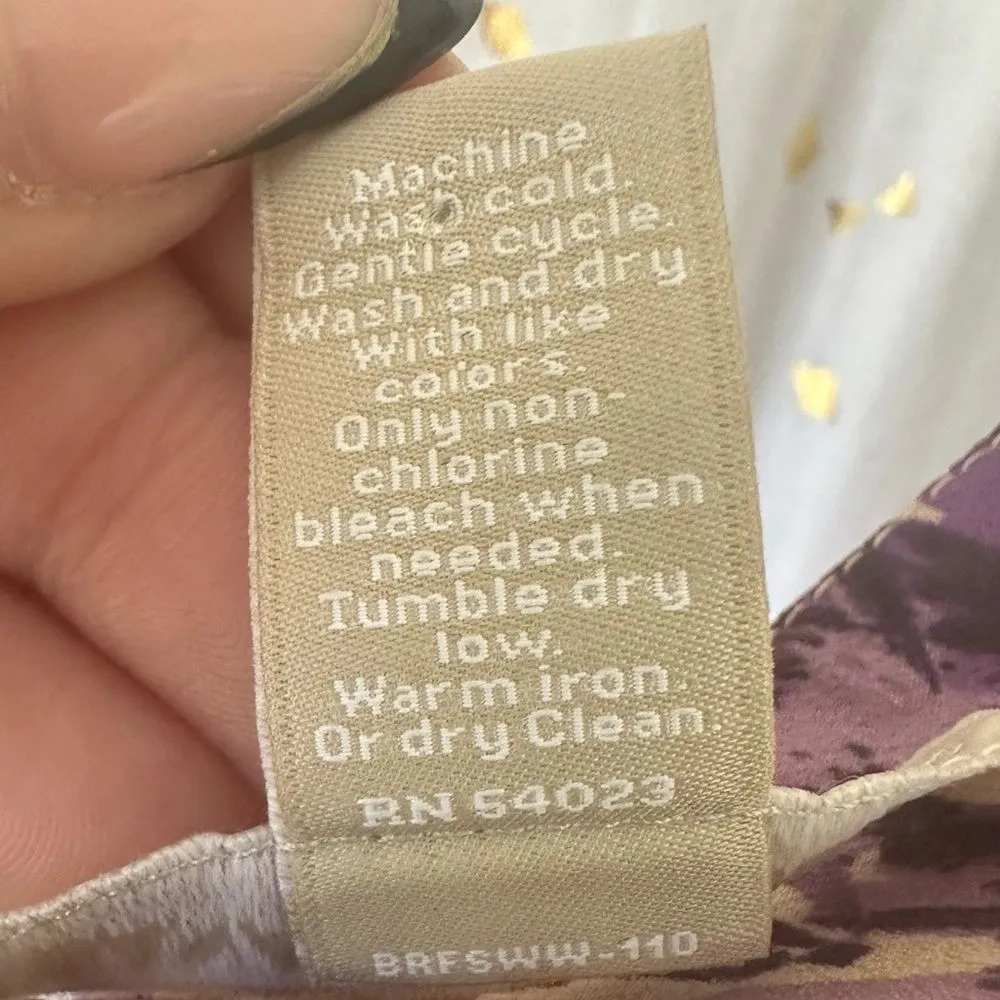 Machine
Wash cold.
Gentle cycle.
Wash and dry
With like
colors.
Only non-
chlorine
bleach when
needed.
Tumble dry
low.
Warm iron.
Or dry Clean.
RN 54023
BRFSWW-110